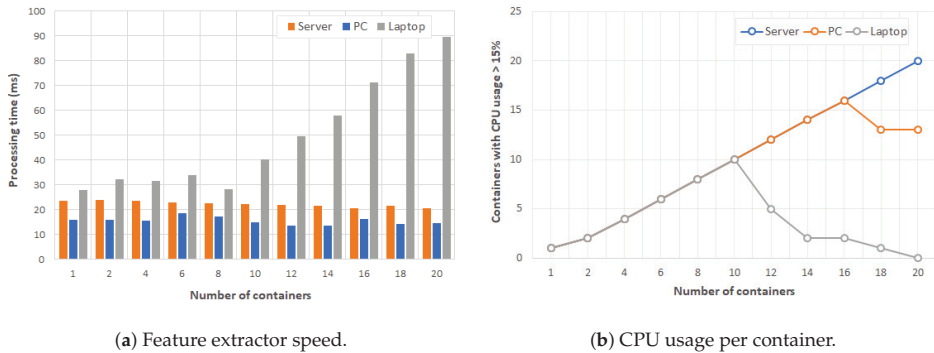 100
90
80
70
60
50
40
30
20
10
0
Processing time (ms)
Server PC Laptop
1 2 4 6 8 10 12 14 16 18 20
Number of containers
(a) Feature extractor speed.
25
20
15
10
5
0
Containers with CPU usage > 15%
Server PC Laptop
1 2 4 6 8 10 12 14 16 18 20
Number of containers
(b) CPU usage per container.